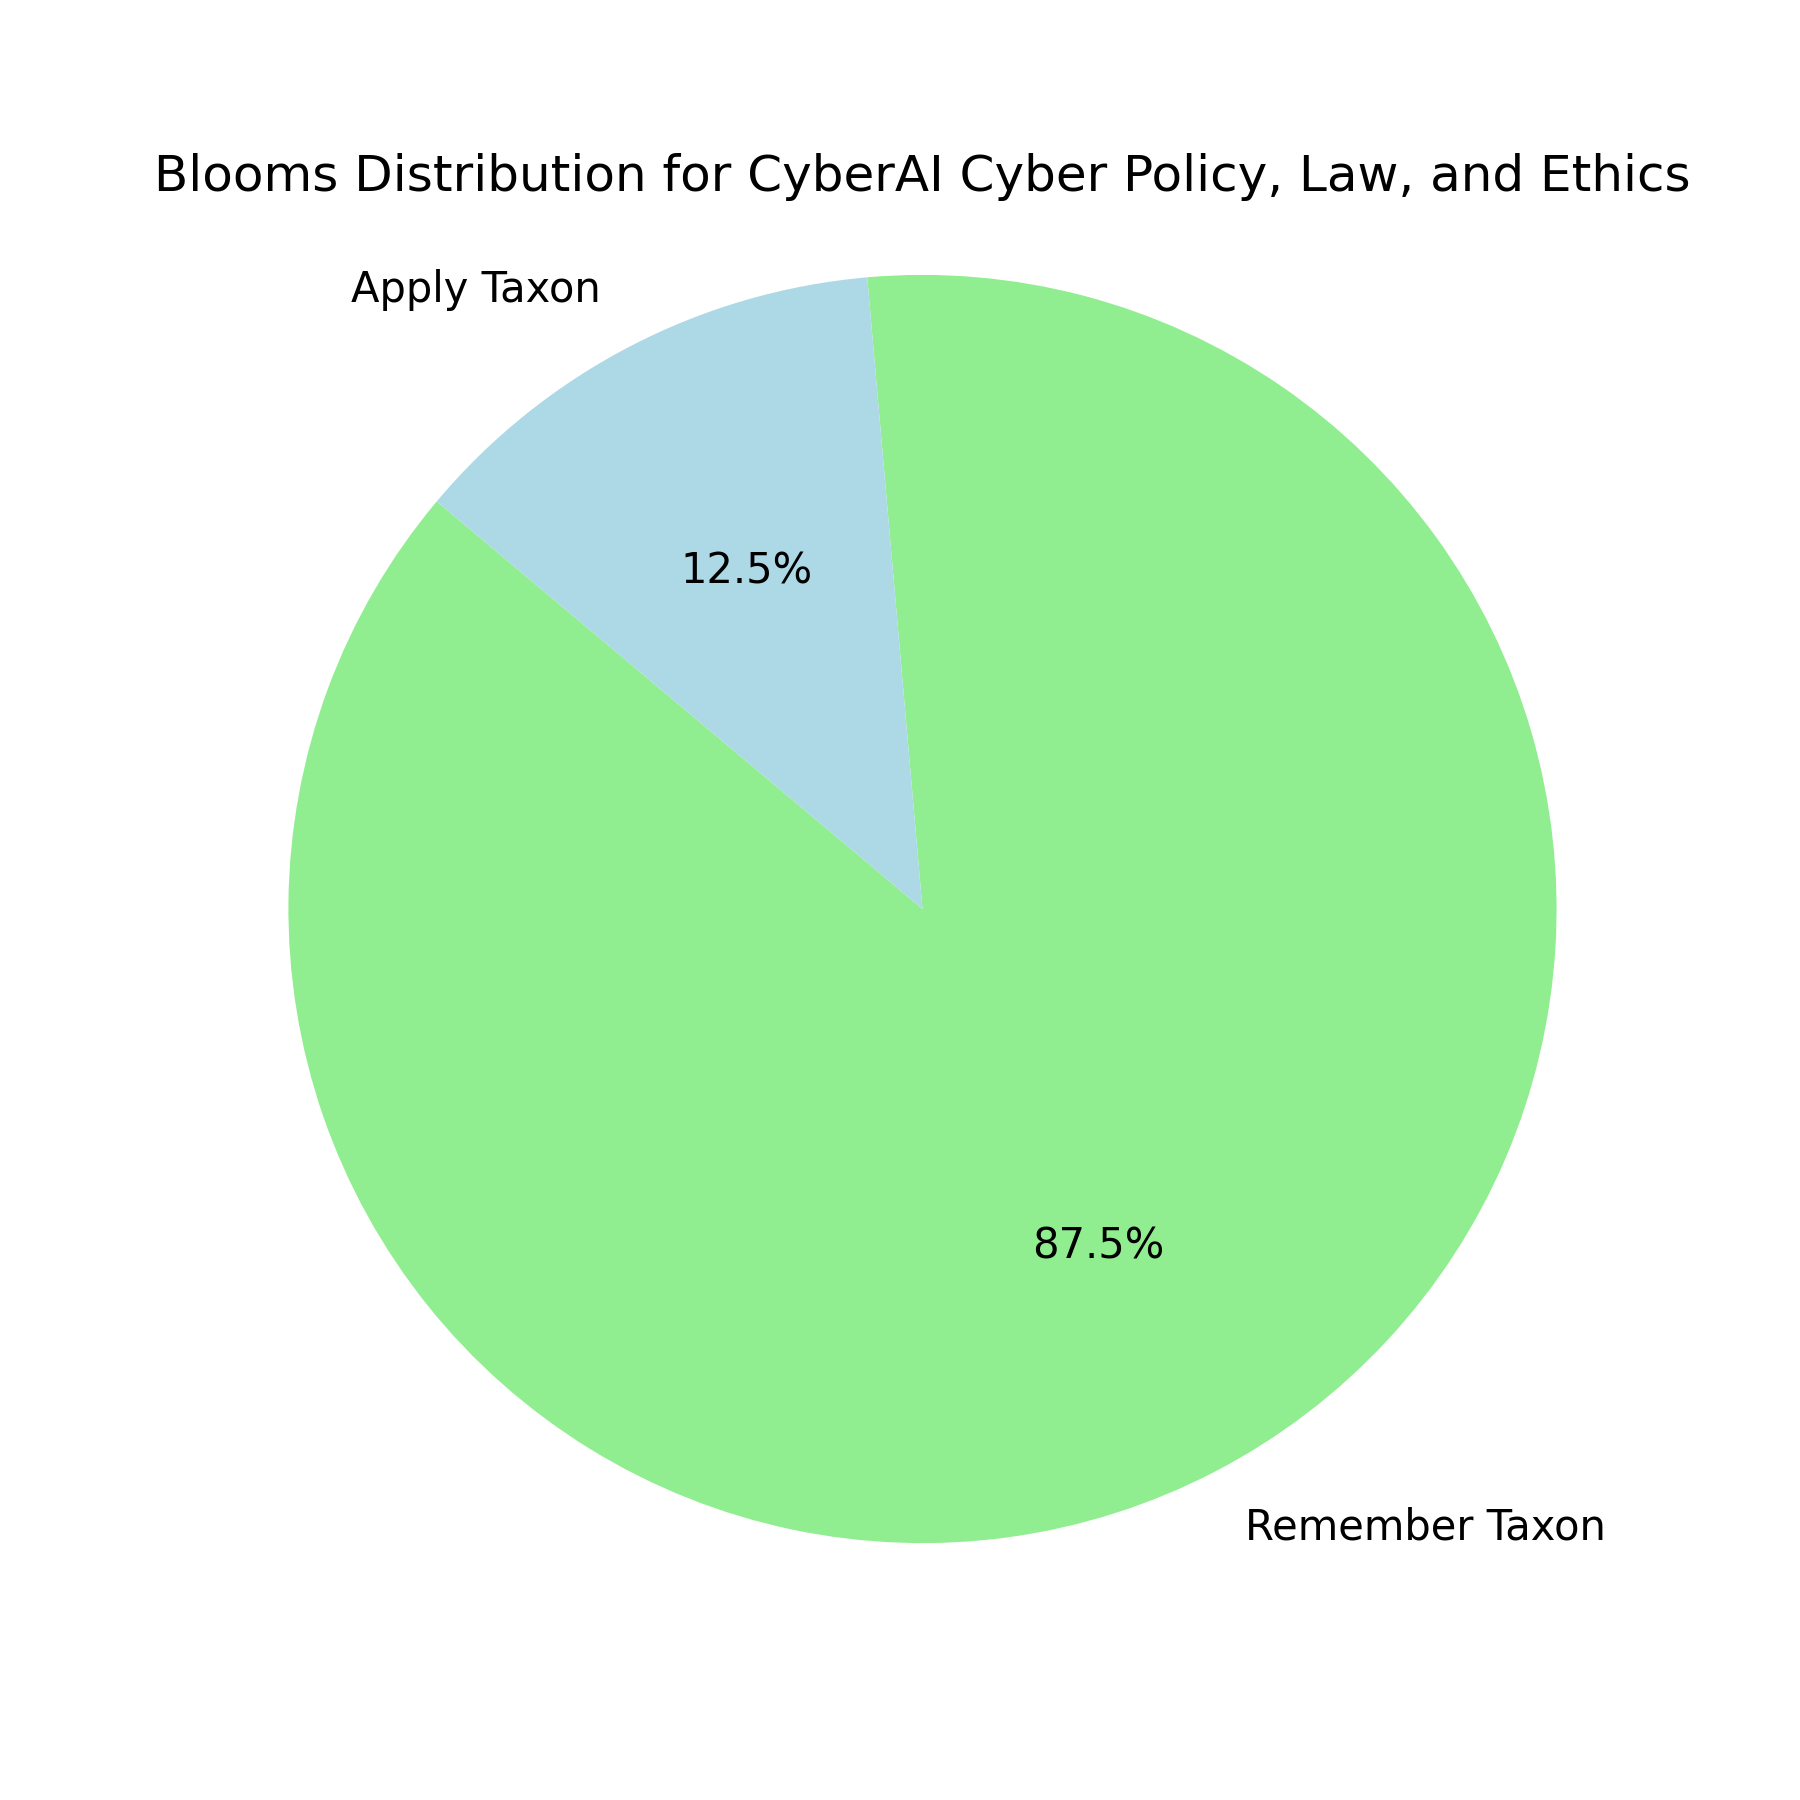 Blooms Distribution for CyberAI Cyber Policy, Law, and Ethics
Apply Taxon
12.5%
87.5%
Remember Taxon